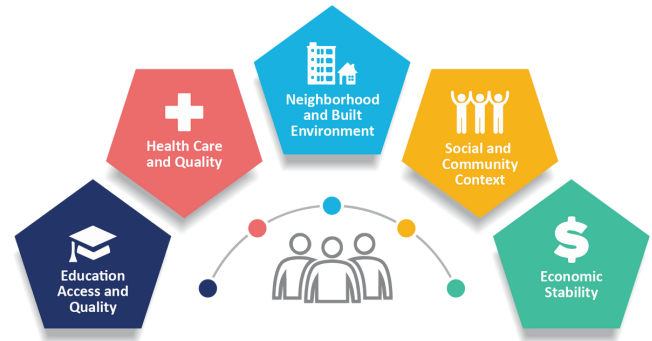 Education
Access and
Quality
Health Care
and Quality
Neighborhood
and Built
Environment
Social and
Community
Context
$
Economic
Stability